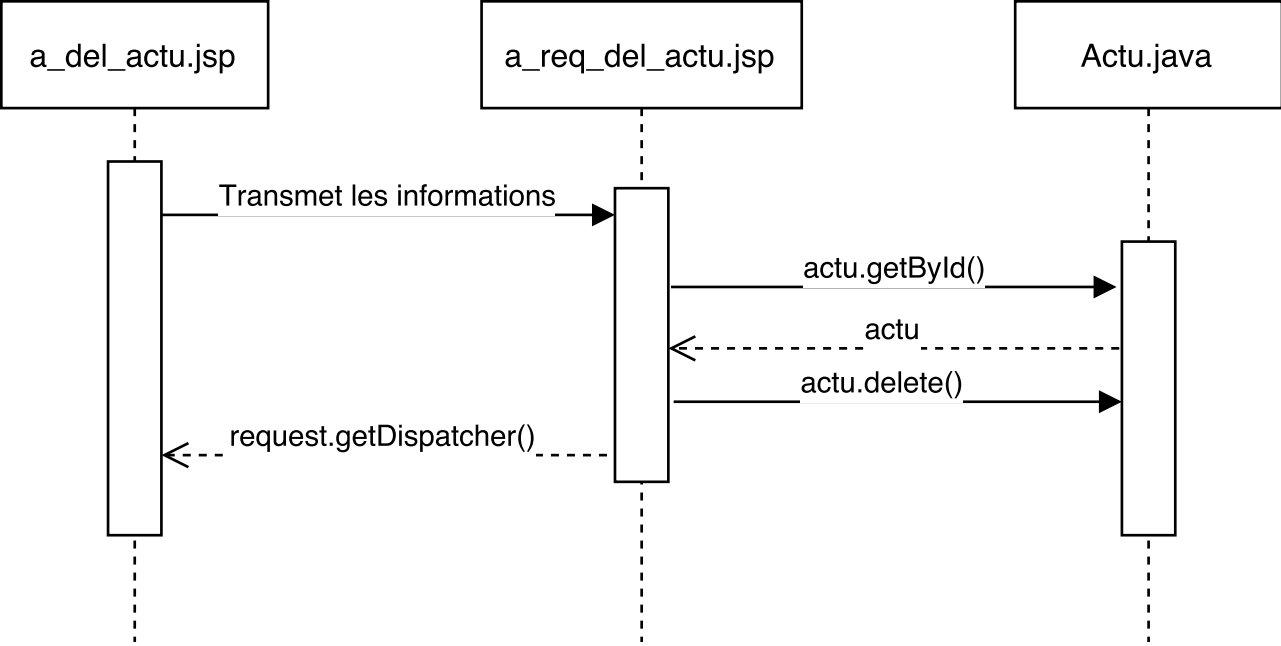 a_del_actu.jsp
a_req_del_actu.jsp
Actu.java
Transmet les informations
actu.getById()
actu
actu.delete()
request.getDispatcher()